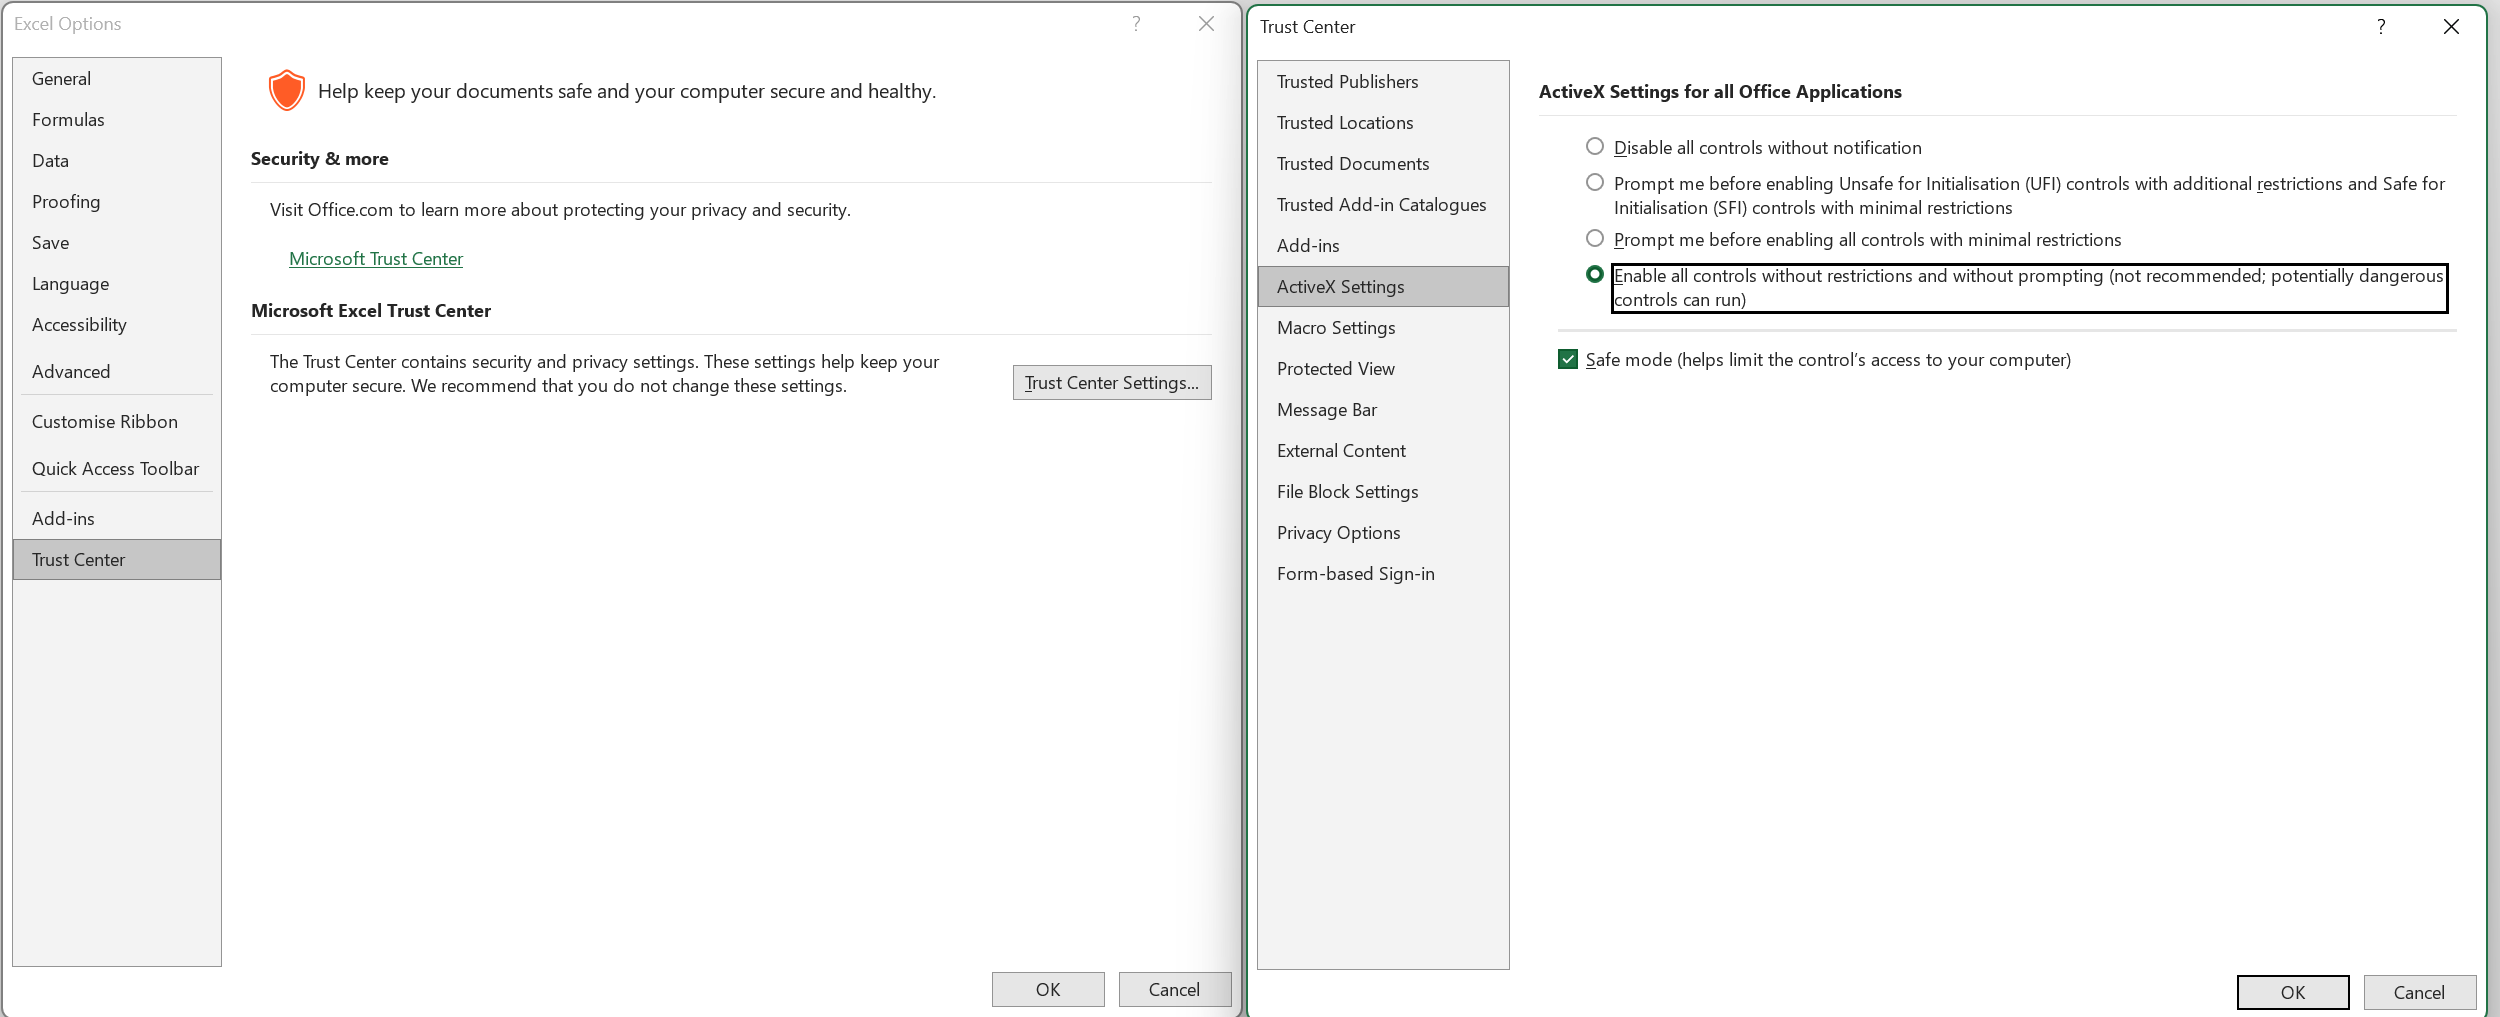 Excel Options
?
General
Formulas
Data
Proofing
Save
Language
Accessibility
Advanced
Customise Ribbon
Quick Access Toolbar
Add-ins
Trust Center
Help keep your documents safe and your computer secure and healthy.
Security & more
Visit Office.com to learn more about protecting your privacy and security.
Microsoft Trust Center
Microsoft Excel Trust Center
The Trust Center contains security and privacy settings. These settings help keep your
computer secure. We recommend that you do not change these settings.
Trust Center Settings...
OK
Cancel
Trust Center
?
Trusted Publishers
Trusted Locations
Trusted Documents
Trusted Add-in Catalogues
Add-ins
ActiveX Settings
Macro Settings
Protected View
Message Bar
External Content
File Block Settings
Privacy Options
Form-based Sign-in
ActiveX Settings for all Office Applications
Disable all controls without notification
Prompt me before enabling Unsafe for Initialisation (UFI) controls with additional restrictions and Safe for
Initialisation (SFI) controls with minimal restrictions
Prompt me before enabling all controls with minimal restrictions
Enable all controls without restrictions and without prompting (not recommended; potentially dangerous
controls can run)
Safe mode (helps limit the control's access to your computer)
OK
Cancel